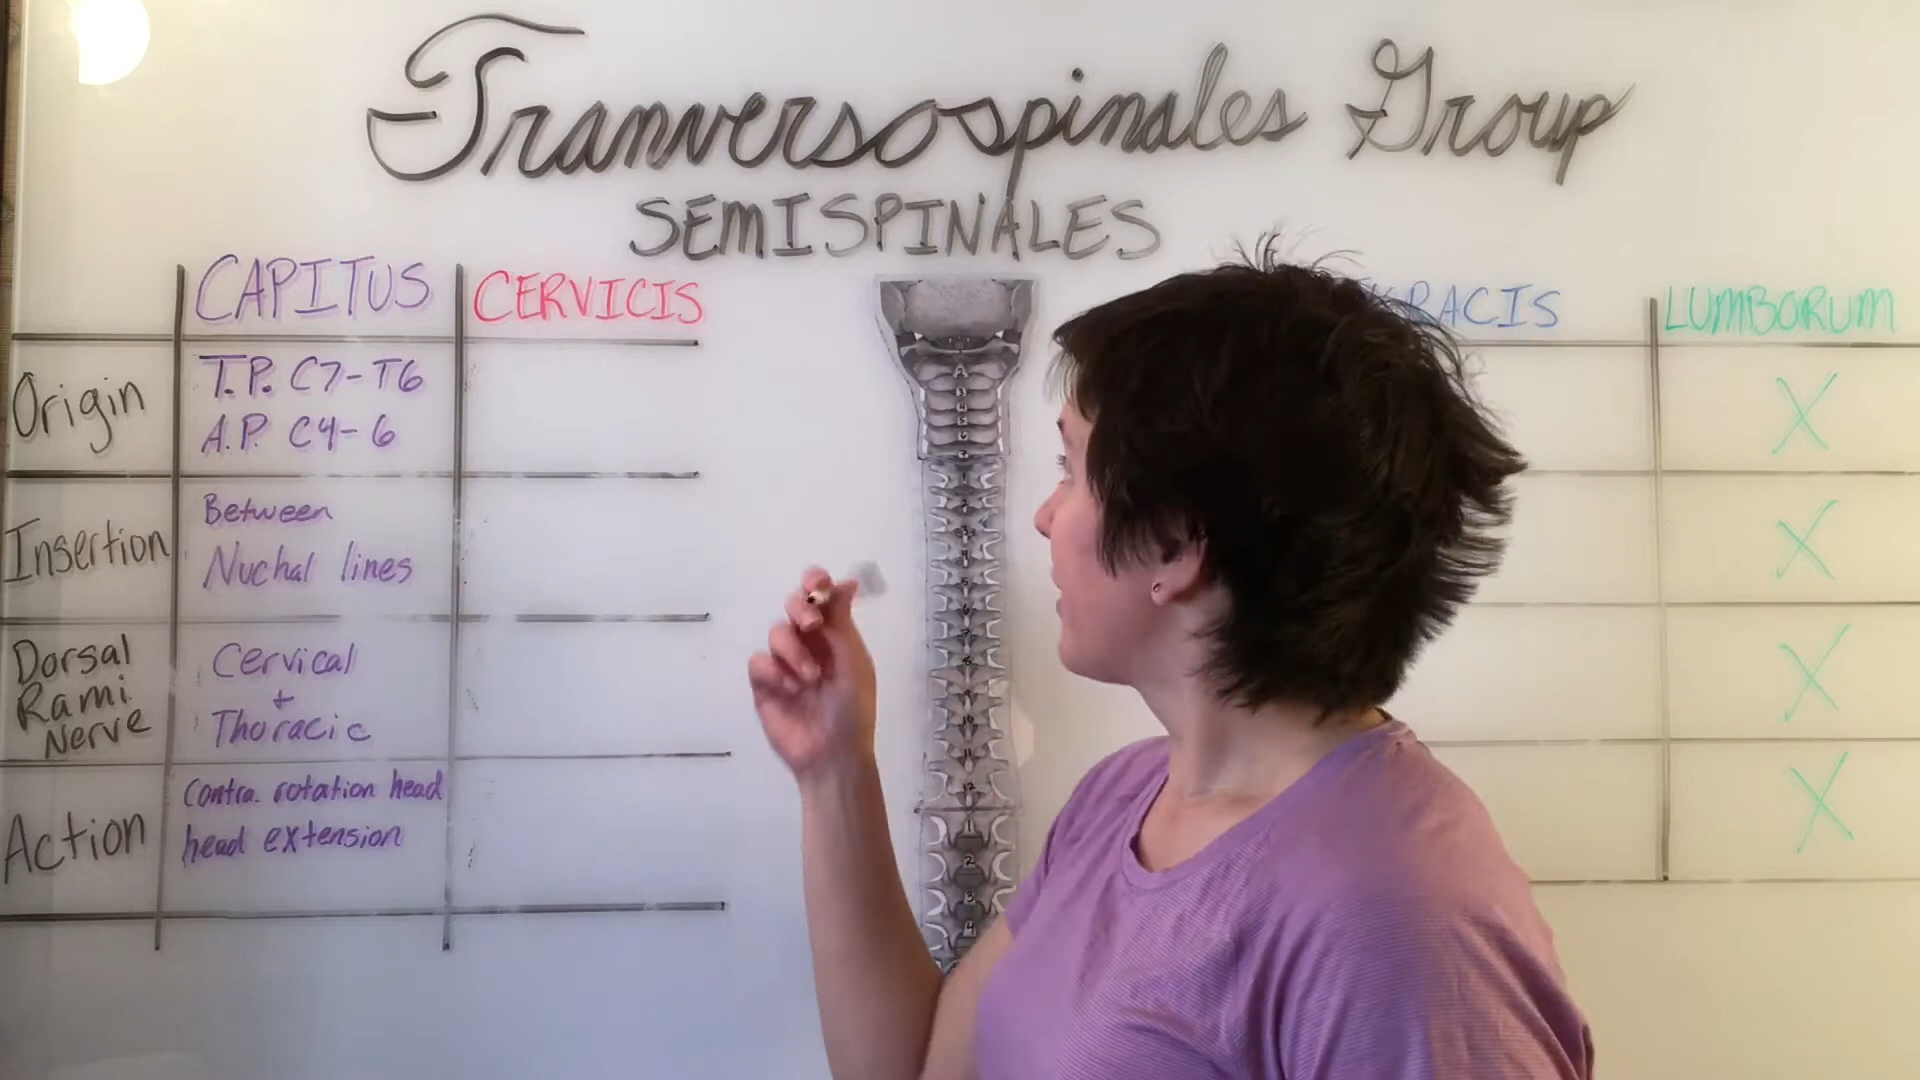 Tranversospinales Group
SEMISPINALES
CAPITUS
CERVICIS
RACIS
LUMBORUM
Origin
T.P. C7-T6
A.P. C4-6
X
Insertion
Between
Nuchal lines
X
Dorsal
Rami
Nerve
Cervical
+
Thoracic
X
Action
Contra. rotation head
head extension
X